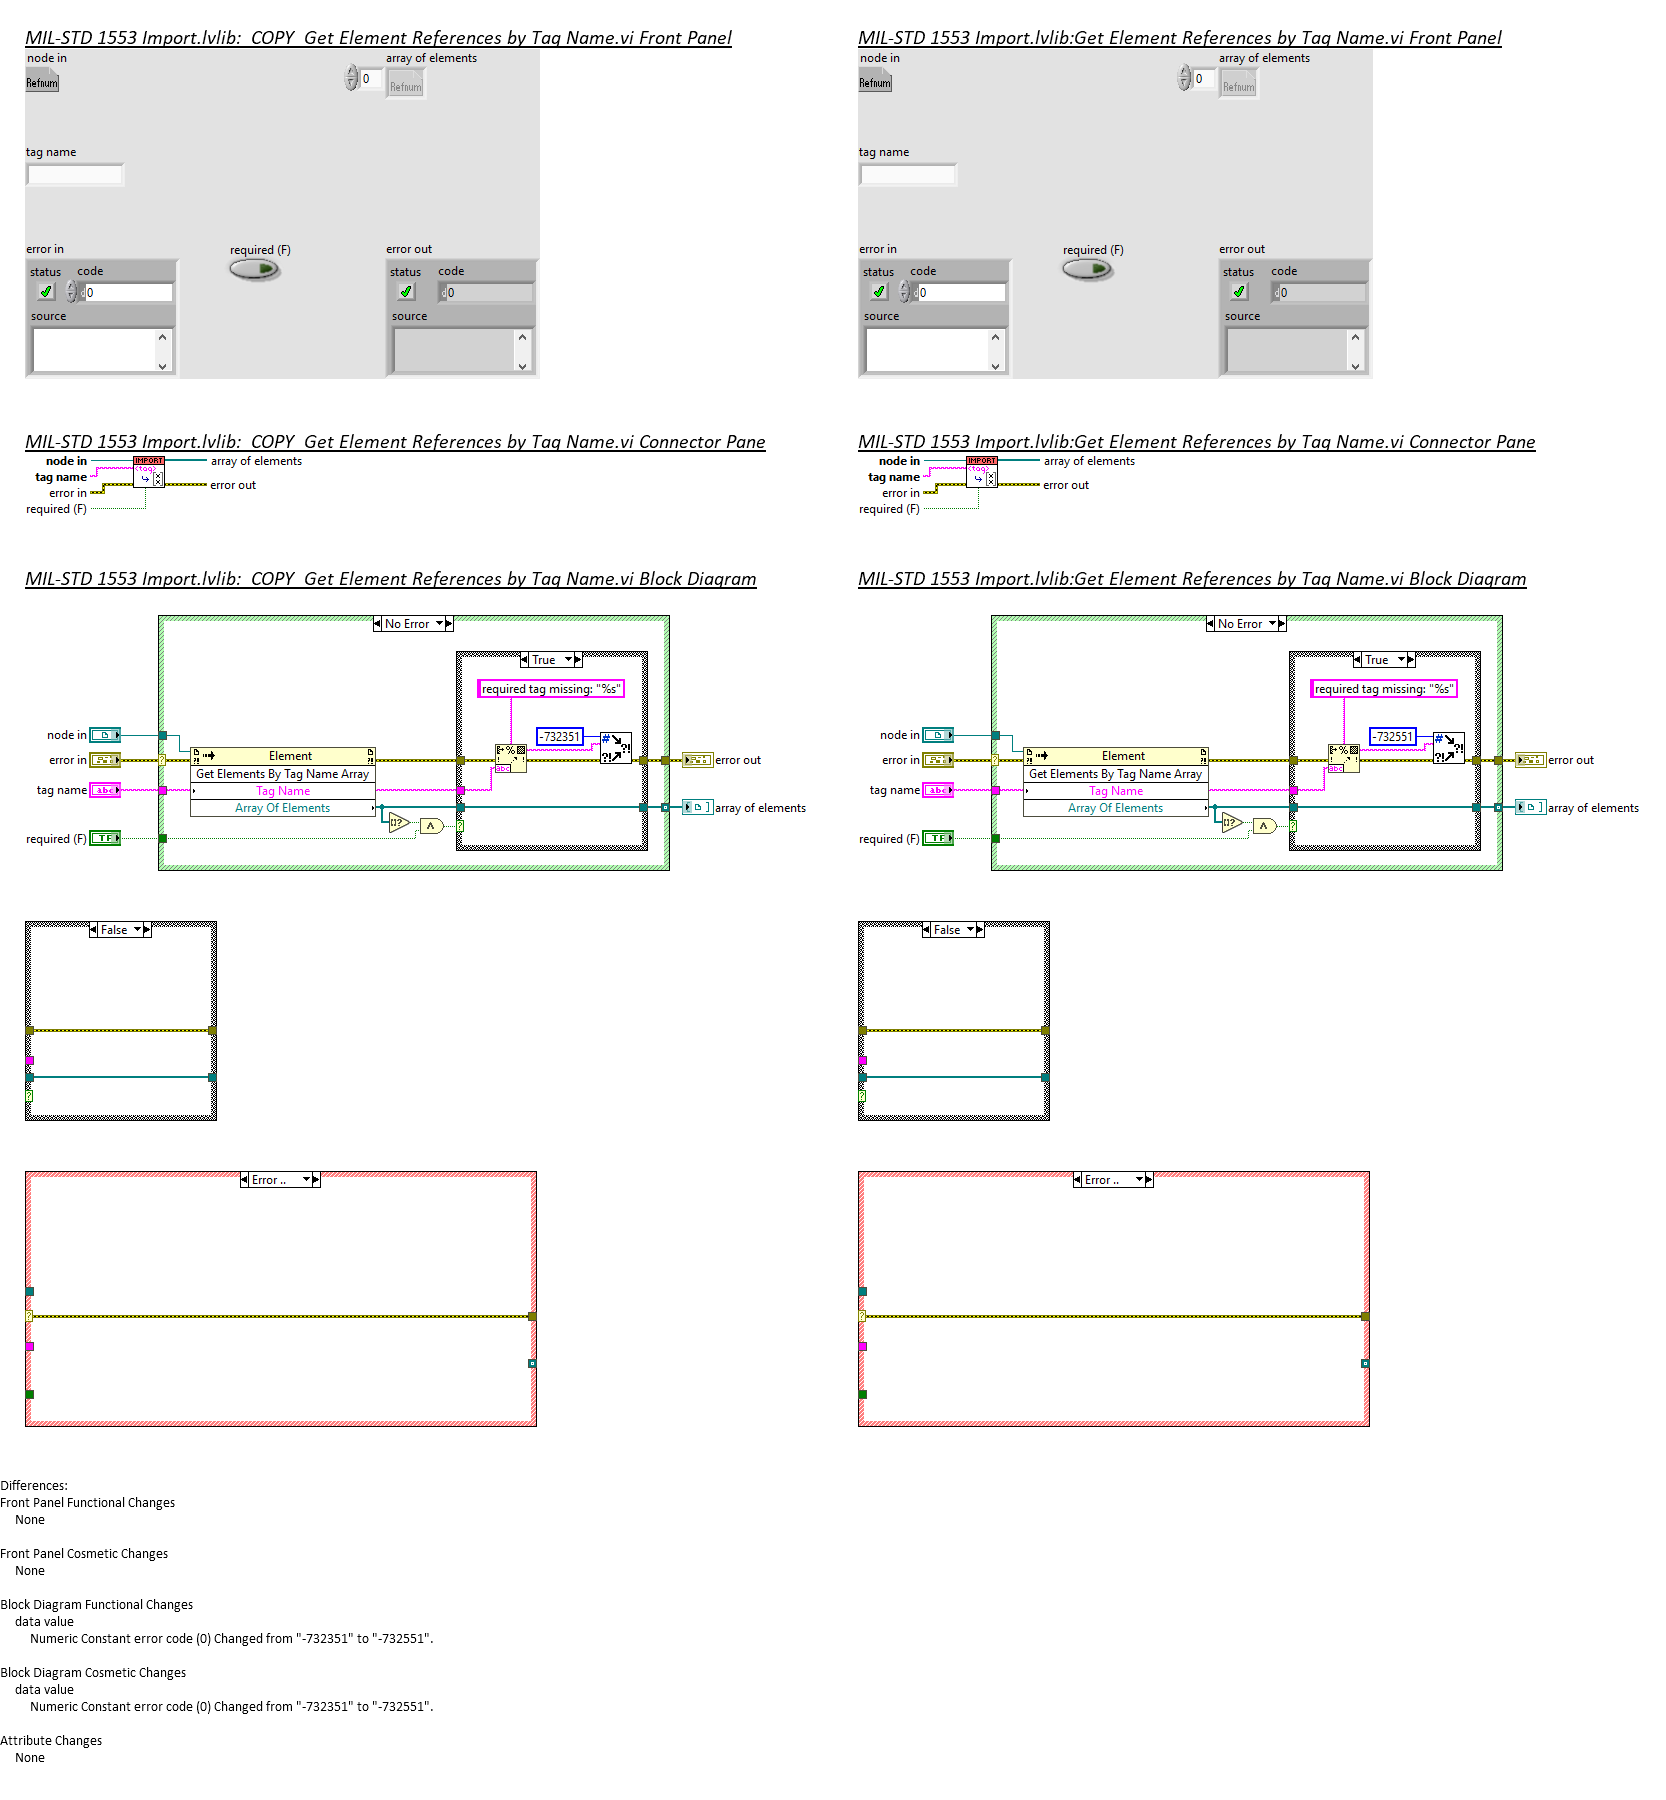 MIL-STD 1553 Import.lvlib:  COPY  Get Element References by Tag Name.vi Front Panel
node in
Refnum
0
array of elements
Refnum
tag name
error in
status
code
d
0
source
required (F)
error out
status
code
d
0
source
MIL-STD 1553 Import.lvlib:Get Element References by Tag Name.vi Front Panel
node in
Refnum
0
array of elements
Refnum
tag name
error in
status
code
d
0
source
required (F)
error out
status
code
d
0
source
MIL-STD 1553 Import.lvlib:  COPY  Get Element References by Tag Name.vi Connector Pane
node in
tag name
error in
required (F)
IMPORT
<tag>
array of elements
error out
MIL-STD 1553 Import.lvlib:Get Element References by Tag Name.vi Connector Pane
node in
tag name
error in
required (F)
IMPORT
<tag>
array of elements
error out
MIL-STD 1553 Import.lvlib:  COPY  Get Element References by Tag Name.vi Block Diagram
No Error
True
required tag missing: "%s"
-732351
node in
error in
tag name
abc
required (F)
TF
Element
Get Elements By Tag Name Array
Tag Name
Array Of Elements
error out
array of elements
False
Error ..
MIL-STD 1553 Import.lvlib:Get Element References by Tag Name.vi Block Diagram
No Error
True
required tag missing: "%s"
-732551
node in
error in
tag name
abc
required (F)
TF
Element
Get Elements By Tag Name Array
Tag Name
Array Of Elements
error out
array of elements
False
Error ..
Differences:
Front Panel Functional Changes
None
Front Panel Cosmetic Changes
None
Block Diagram Functional Changes
data value
Numeric Constant error code (0) Changed from "-732351" to "-732551".
Block Diagram Cosmetic Changes
data value
Numeric Constant error code (0) Changed from "-732351" to "-732551".
Attribute Changes
None